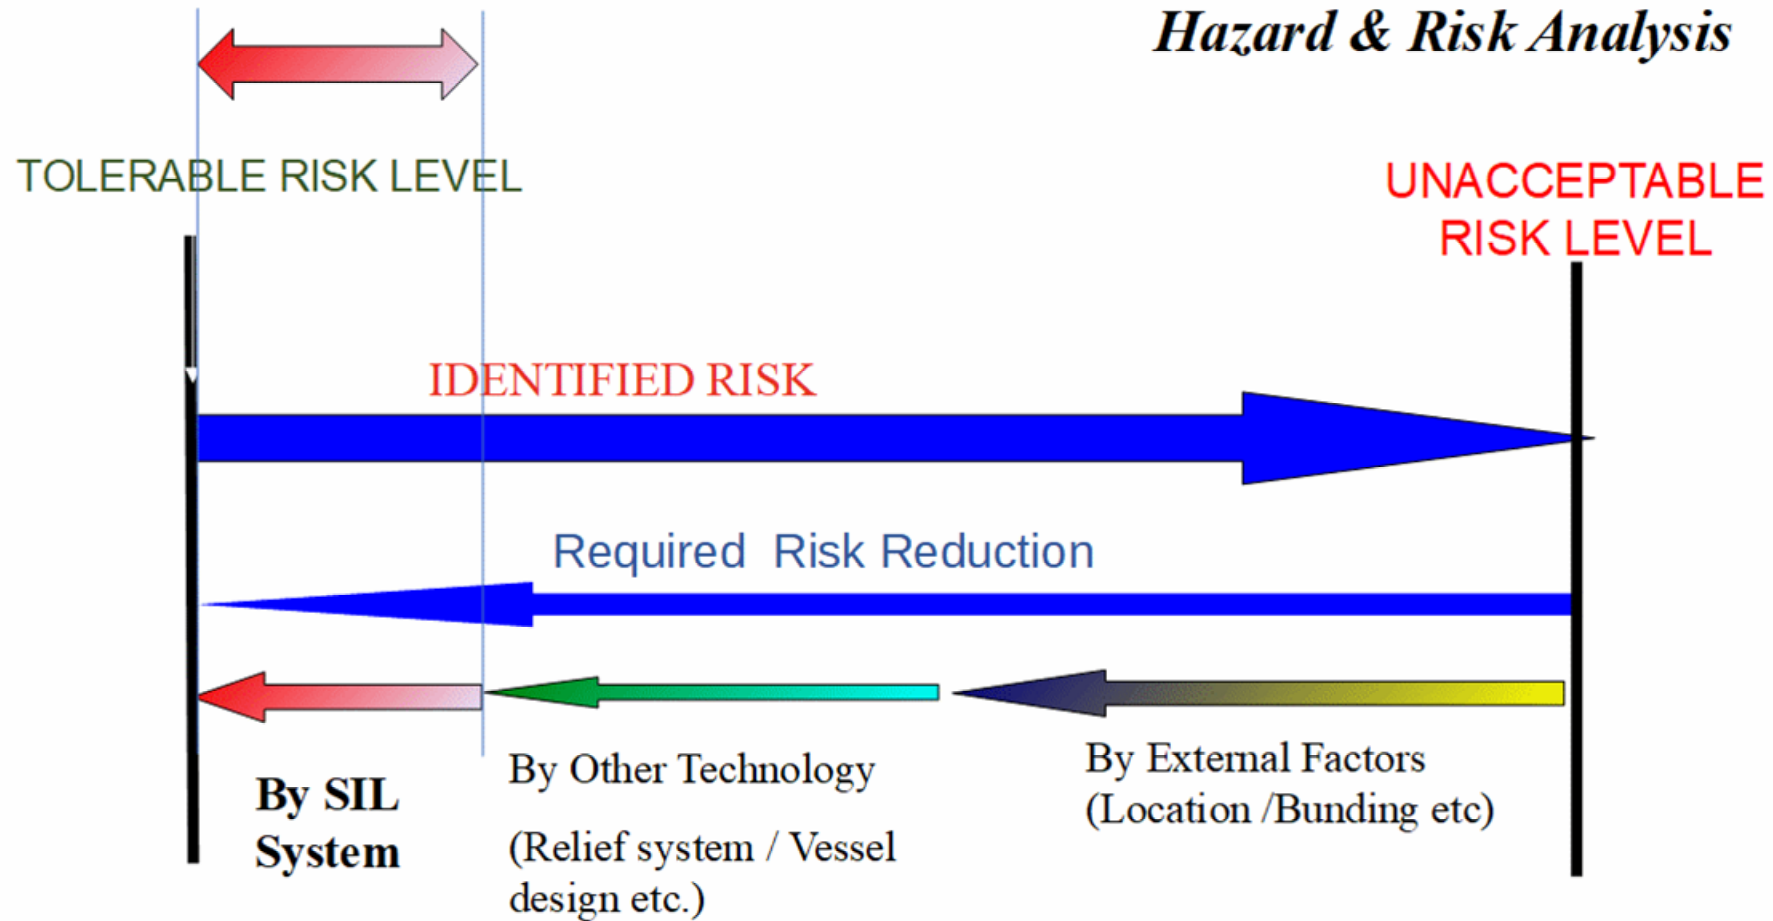 Hazard & Risk Analysis
TOLERABLE RISK LEVEL
UNACCEPTABLE
RISK LEVEL
IDENTIFIED RISK
Required Risk Reduction
By SIL
System
By Other Technology
(Relief system / Vessel
design etc.)
By External Factors
(Location /Bunding etc)